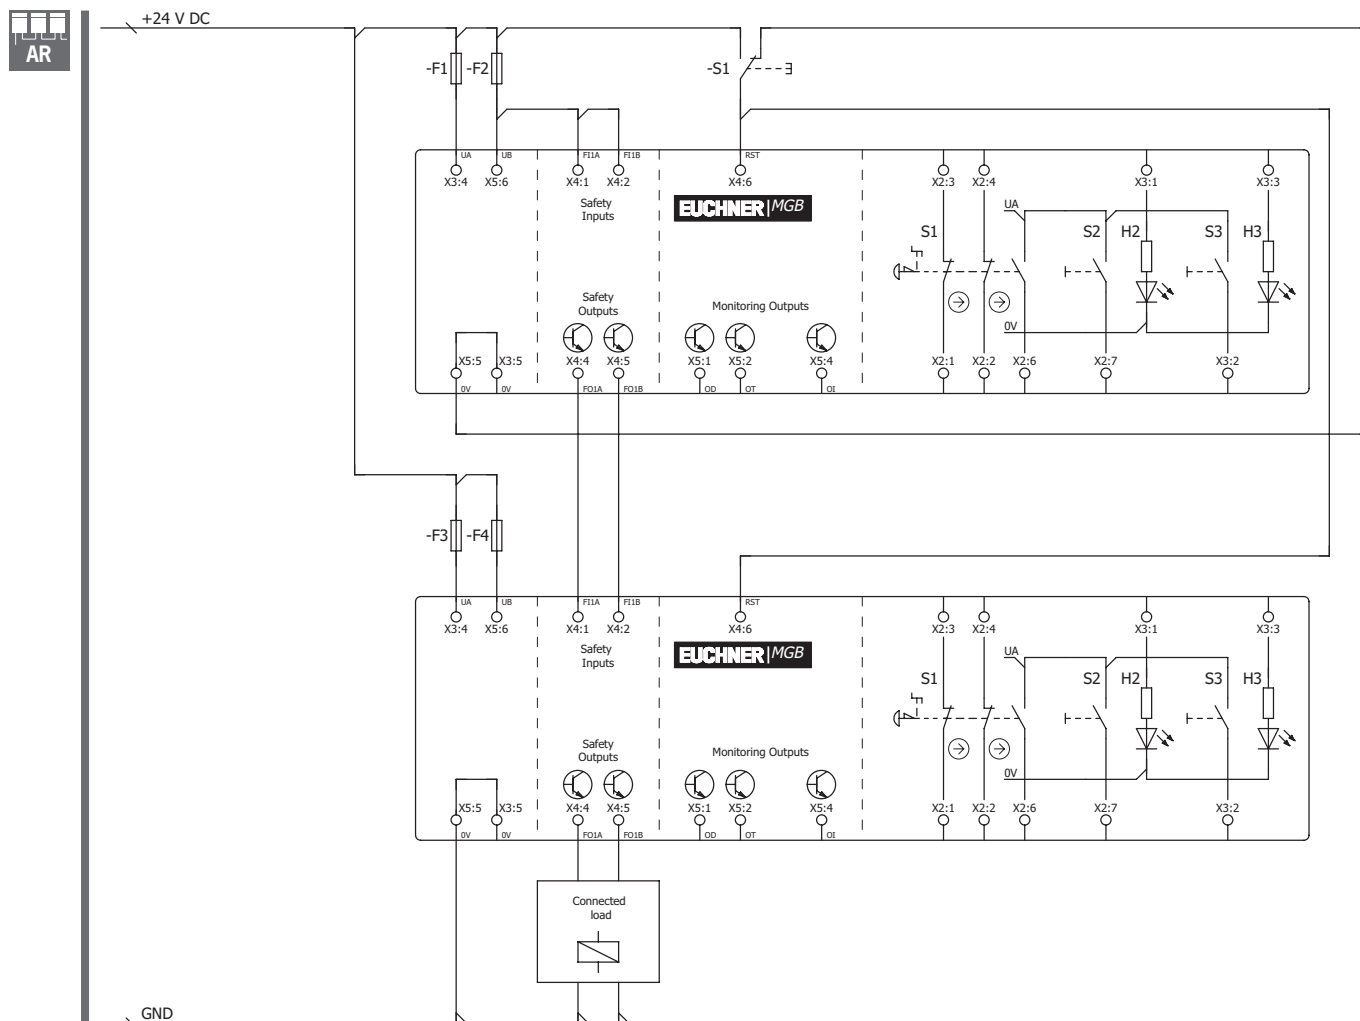 +24 V DC
AR
-F1 -F2 -S1
UA UB FI1A FI1B RST
X3:4 X5:6 X4:1 X4:2 X4:6 X2:3 X2:4 X3:1 X3:3
Safety
Inputs
EUCHNER|MGB
UA
S1 S2 H2 S3 H3
Safety
Outputs
Monitoring Outputs
0V
X5:5 X3:5 X4:4 X4:5 X5:1 X5:2 X5:4 X2:1 X2:2 X2:6 X2:7 X3:2
0V 0V FO1A FO1B OD OT OI
-F3 -F4
UA UB FI1A FI1B RST
X3:4 X5:6 X4:1 X4:2 X4:6 X2:3 X2:4 X3:1 X3:3
Safety
Inputs
EUCHNER|MGB
UA
S1 S2 H2 S3 H3
Safety
Outputs
Monitoring Outputs
0V
X5:5 X3:5 X4:4 X4:5 X5:1 X5:2 X5:4 X2:1 X2:2 X2:6 X2:7 X3:2
0V 0V FO1A FO1B OD OT OI
Connected
load
GND